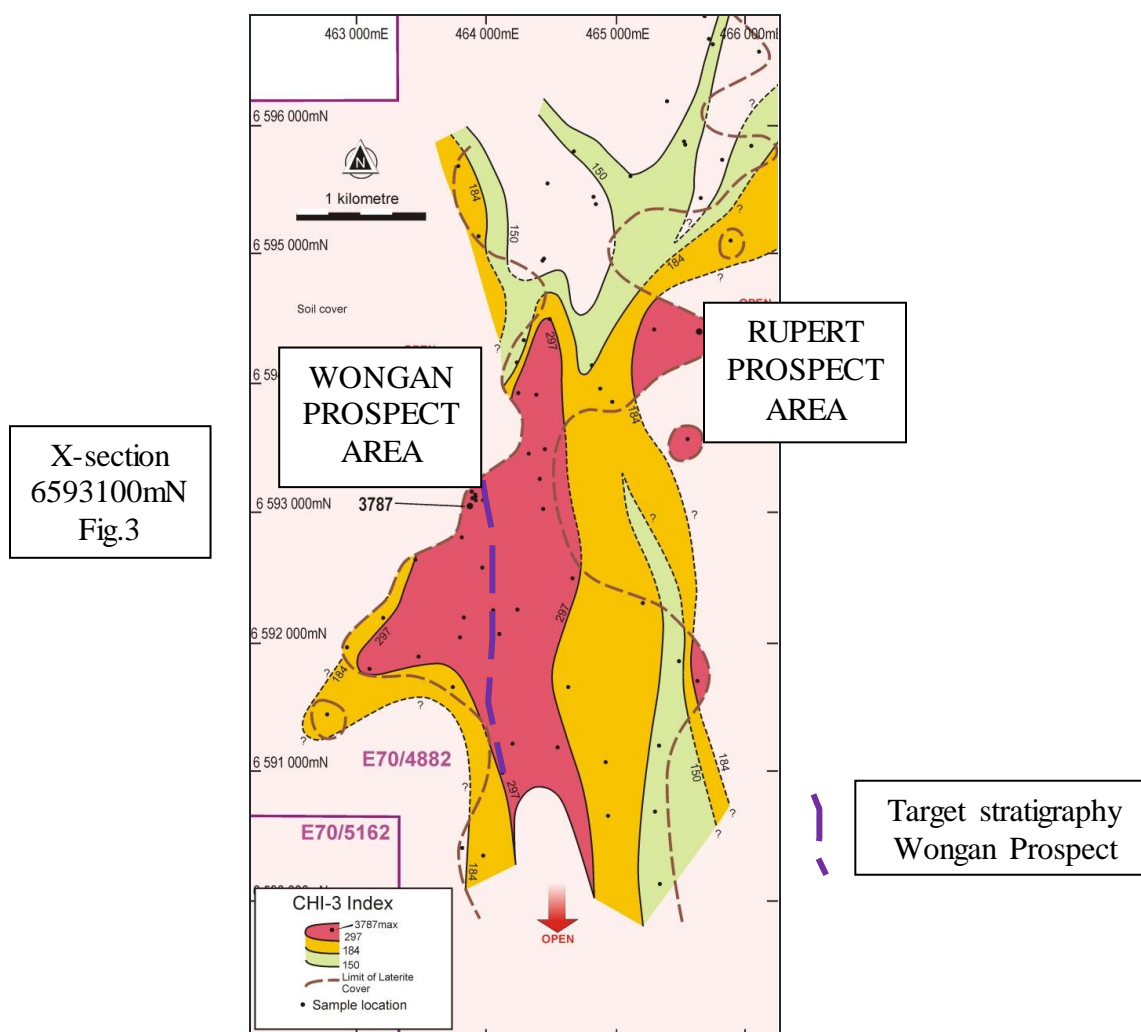 463 000mE 464 000mE 465 000mE 466 000mE
6 596 000mN
N
1 kilometre
184
150
150
?
?
?
6 595 000mN
184
?
Soil cover
?
297
WONGAN
PROSPECT
AREA
RUPERT
PROSPECT
AREA
184
X-section
6593100mN
Fig.3
3787
6 593 000mN
?
?
?
297
297
6 592 000mN
?
184
?
?
?
?
E70/4882
6 591 000mN
297
150
184
?
?
?
Target stratigraphy
Wongan Prospect
E70/5162
184
CHI-3 Index
3787max
297
184
150
Limit of Laterite
Cover
Sample location
OPEN